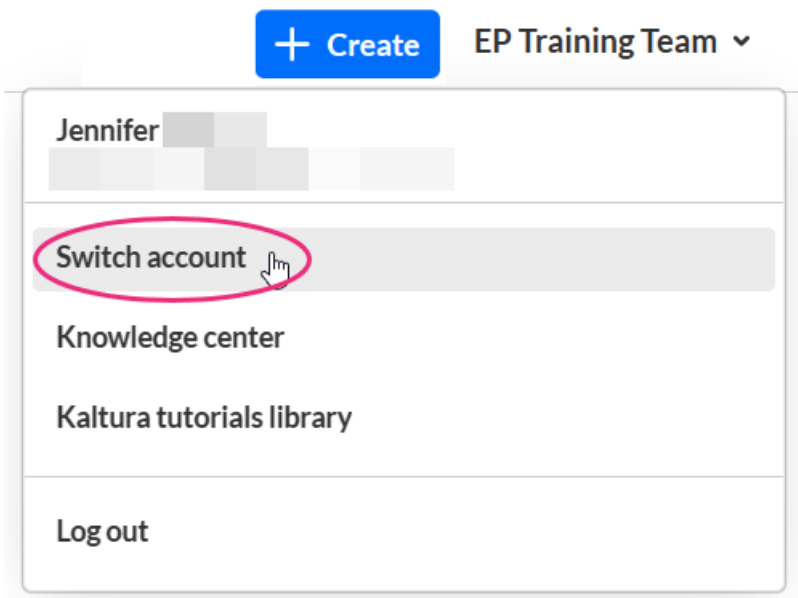 + Create
EP Training Team
Jennifer
Switch account
Knowledge center
Kaltura tutorials library
Log out